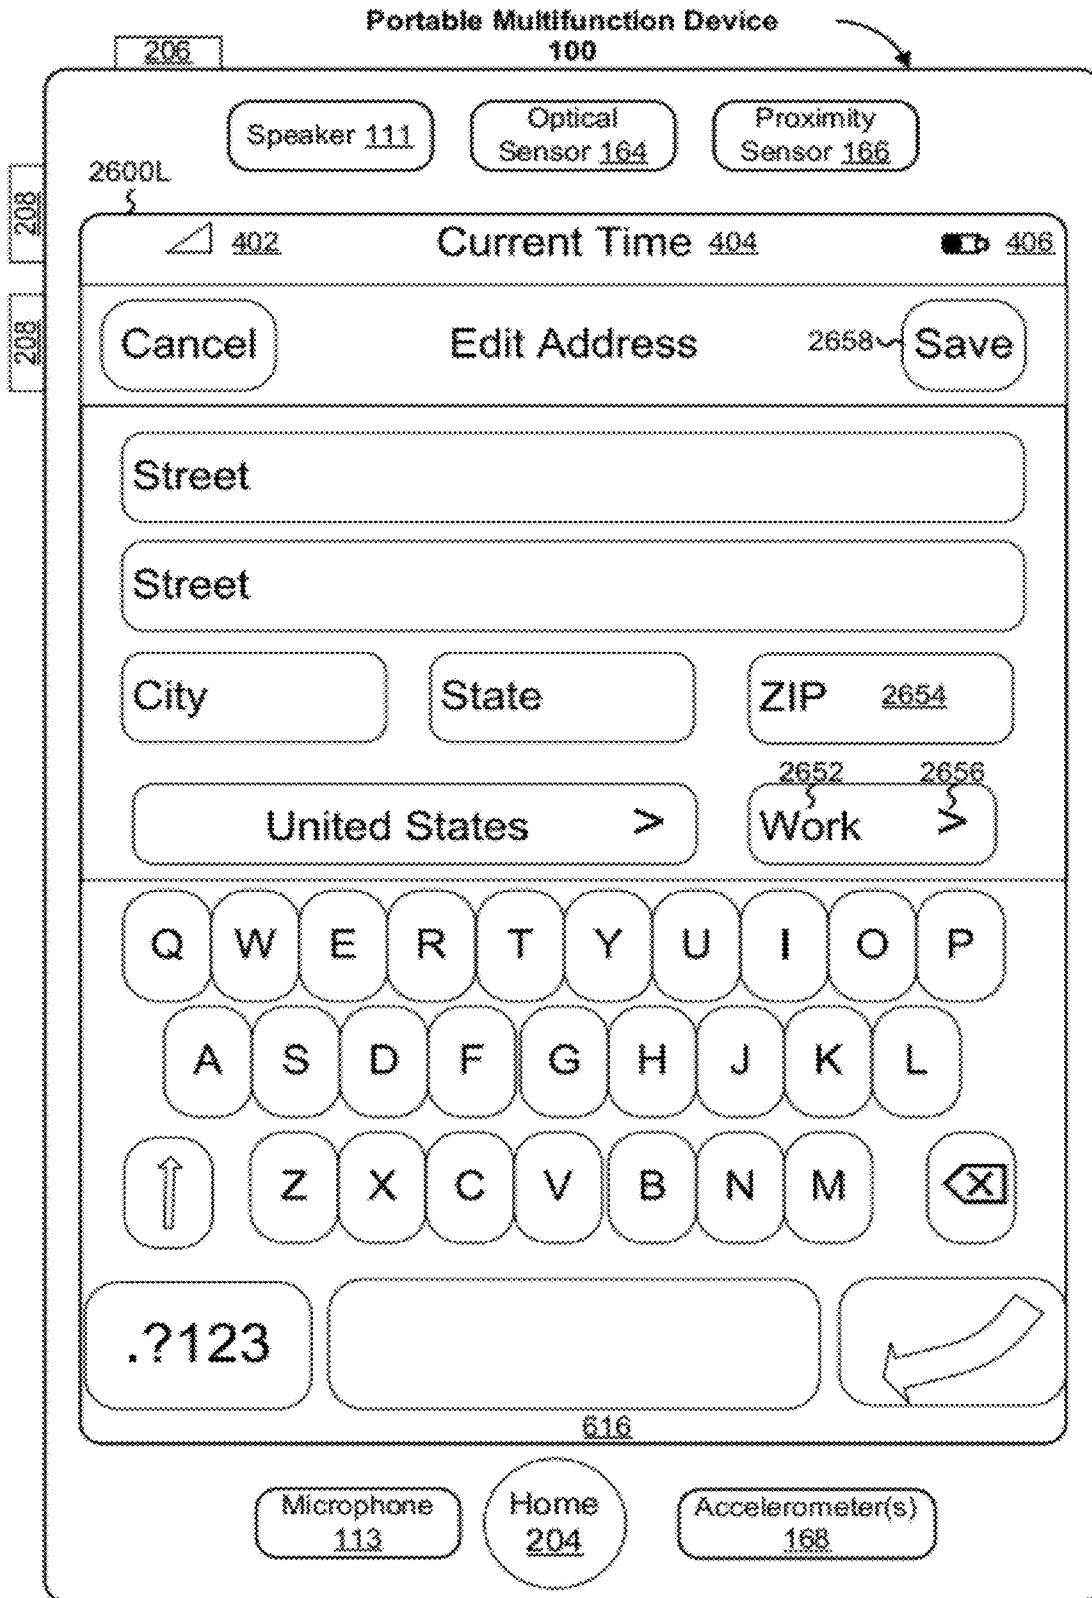 Portable Multifunction Device
100
206
Speaker 111
Optical
Sensor 164
Proximity
Sensor 166
2600L
208
208
402
Current Time 404
406
Cancel
Edit Address
2658
Save
Street
Street
City
State
ZIP 2654
2652
2656
United States >
Work >
Q W E R T Y U I O P
A S D F G H J K L
Z X C V B N M
.?123
616
Microphone
113
Home
204
Accelerometer(s)
168